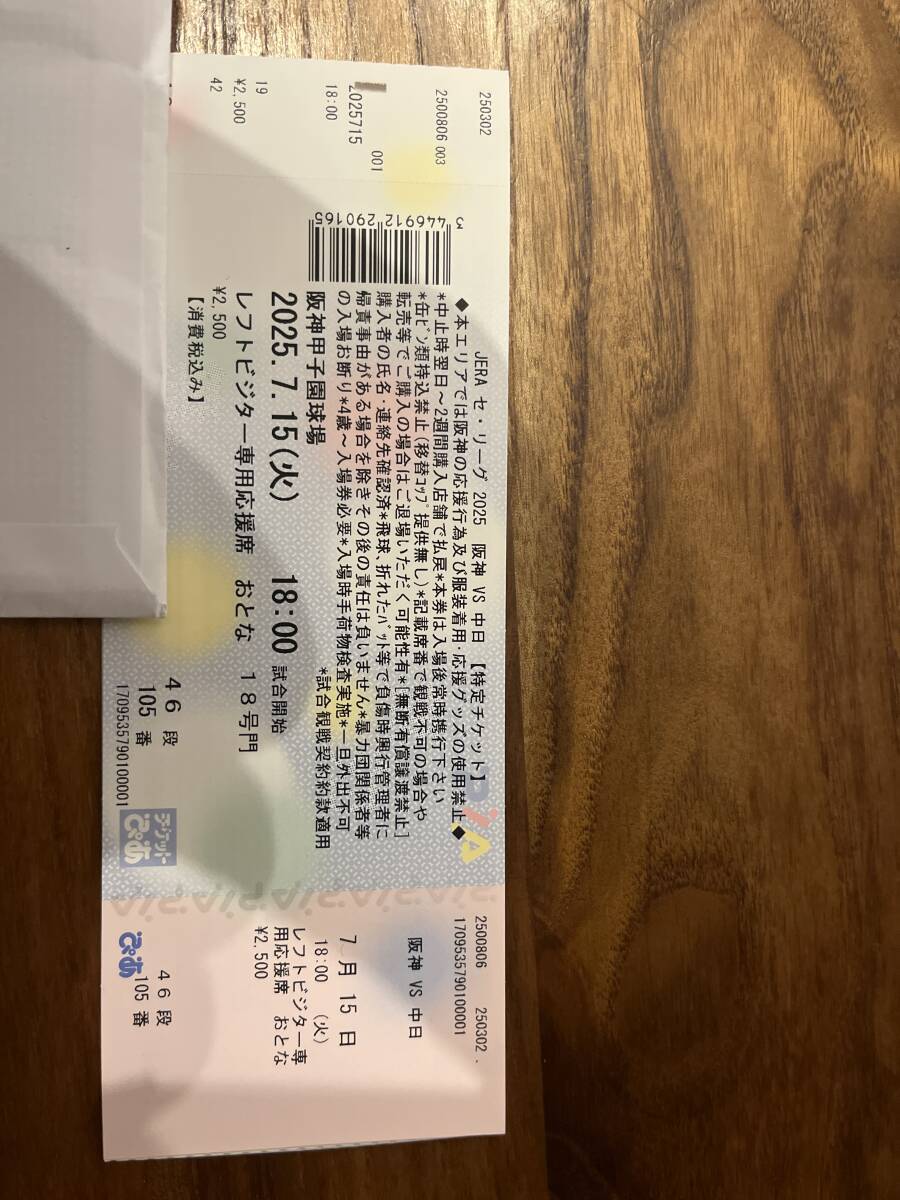 250302
2500806 003
001
2025715
18:00
19
¥2,500
42
3 446912 290165
JERA セ・リーグ 2025 阪神 VS 中日 【特定チケット】
◆本エリアでは阪神の応援行為及び服装着用・応援グッズの使用禁止◆
*中止時翌日～2週間購入店舗で払戻*本券は入場後常時携行下さい
*缶ビン類持込禁止(移替コップ提供無し)*記載席番で観戦不可の場合や
転売等でご購入の場合はご退場いただく可能性有*[無断有償譲渡禁止]
購入者の氏名・連絡先確認済*飛球、折れたバット等で負傷時興行管理者に
帰責事由がある場合を除きその後の責任は負いません*暴力団関係者等
の入場お断り*4歳～入場券必要*入場時手荷物検査実施*一旦外出不可
*試合観戦契約約款適用
阪神甲子園球場
2025. 7. 15(火) 18:00 試合開始
レフトビジター専用応援席 おとな 18号門
¥2,500
【消費税込み】
46 段
105 番
1709535790100001
チケットぴあ
PiA
2500806 250302.
1709535790100001
阪神 VS 中日
7 月 15 日
18:00 (火)
レフトビジター専
用応援席 おとな
¥2,500
46 段
105 番
ぴあ